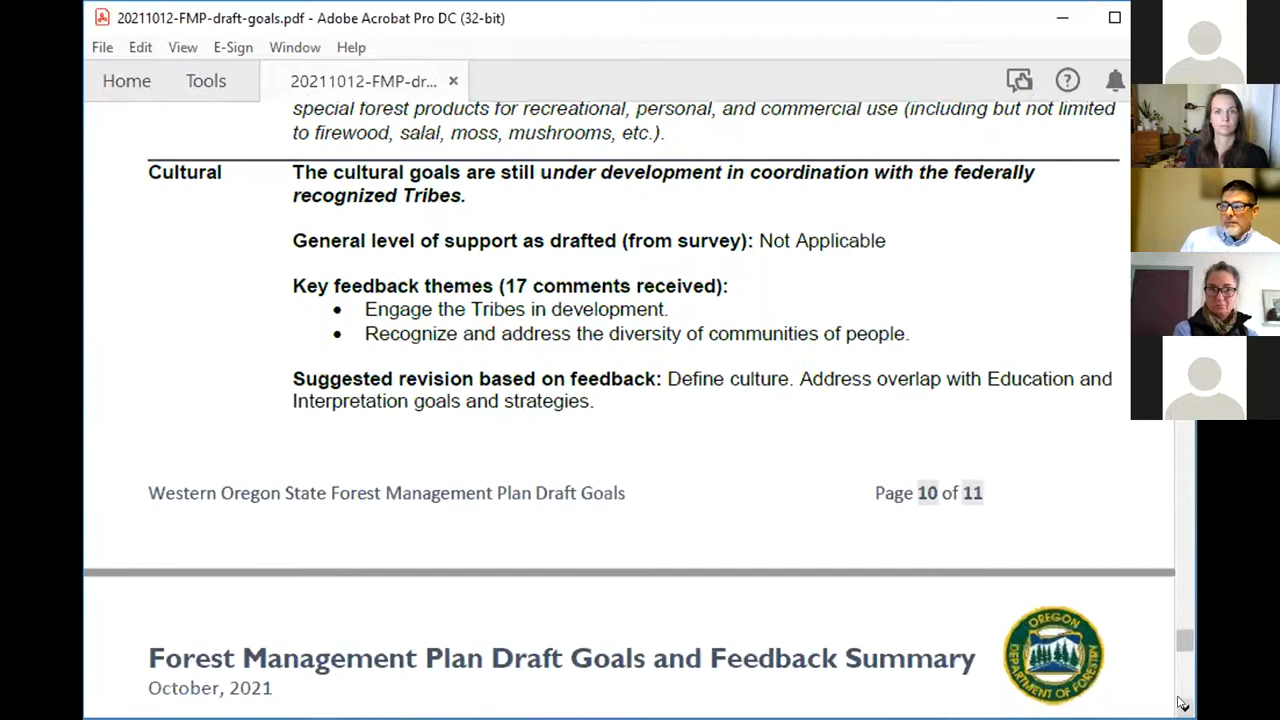 20211012-FMP-draft-goals.pdf - Adobe Acrobat Pro DC (32-bit)
File Edit View E-Sign Window Help
Home Tools 20211012-FMP-dr... ×
special forest products for recreational, personal, and commercial use (including but not limited
to firewood, salal, moss, mushrooms, etc.).
Cultural The cultural goals are still under development in coordination with the federally
recognized Tribes.
General level of support as drafted (from survey): Not Applicable
Key feedback themes (17 comments received):
• Engage the Tribes in development.
• Recognize and address the diversity of communities of people.
Suggested revision based on feedback: Define culture. Address overlap with Education and
Interpretation goals and strategies.
Western Oregon State Forest Management Plan Draft Goals Page 10 of 11
Forest Management Plan Draft Goals and Feedback Summary
October, 2021
OREGON
DEPARTMENT OF FORESTRY